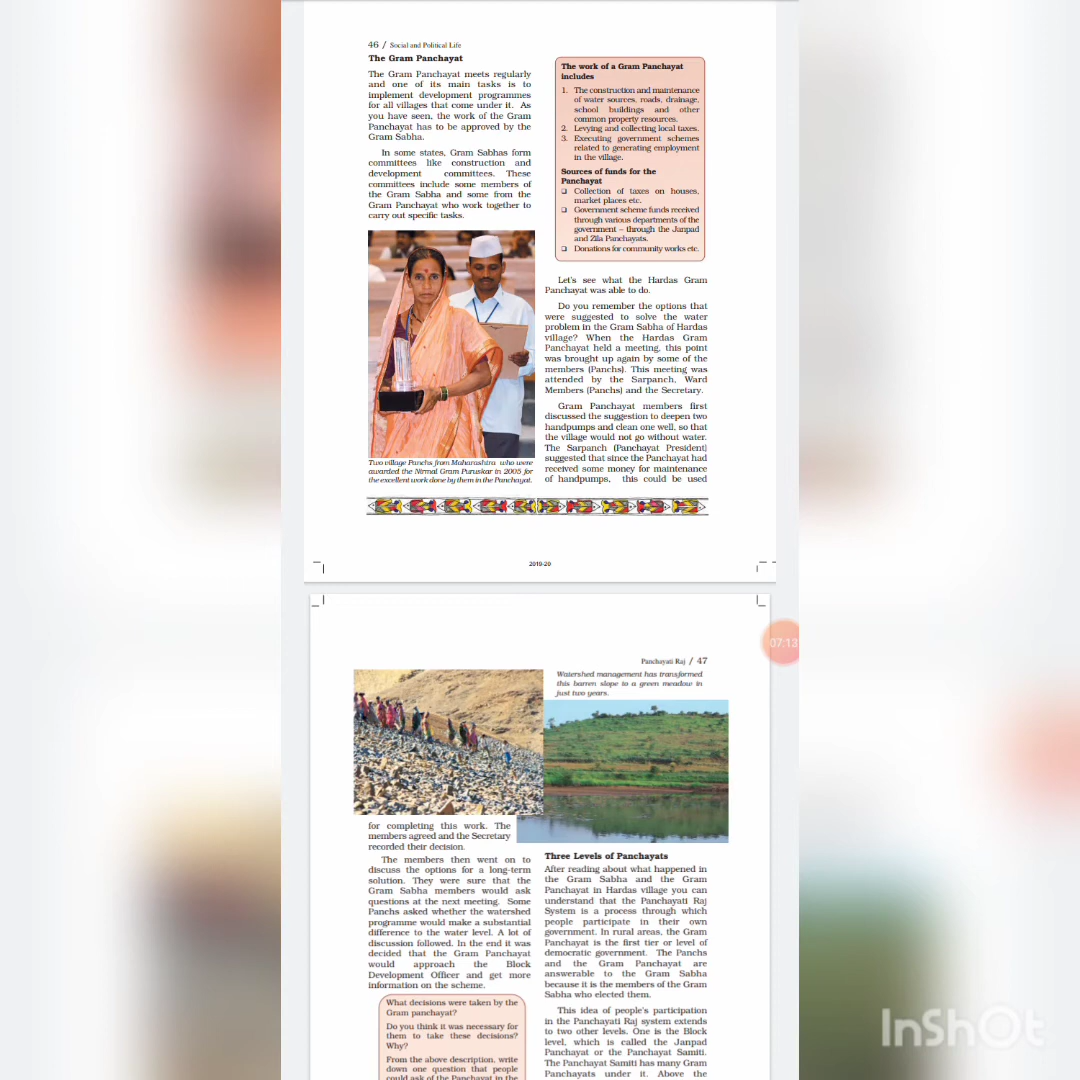 46 / Social and Political Life
The Gram Panchayat
The Gram Panchayat meets regularly
and one of its main tasks is to
implement development programmes
for all villages that come under it. As
you have seen, the work of the Gram
Panchayat has to be approved by the
Gram Sabha.
In some states, Gram Sabhas form
committees like construction and
development committees. These
committees include some members of
the Gram Sabha and some from the
Gram Panchayat who work together to
carry out specific tasks.
Two village Panchs from Maharashtra who were
awarded the Nirmal Gram Puruskar in 2005 for
the excellent work done by them in the Panchayat.
The work of a Gram Panchayat
includes
1. The construction and maintenance
of water sources, roads, drainage,
school buildings and other
common property resources.
2. Levying and collecting local taxes.
3. Executing government schemes
related to generating employment
in the village.
Sources of funds for the
Panchayat
❑ Collection of taxes on houses,
market places etc.
❑ Government scheme funds received
through various departments of the
government – through the Janpad
and Zila Panchayats.
❑ Donations for community works etc.
Let's see what the Hardas Gram
Panchayat was able to do.
Do you remember the options that
were suggested to solve the water
problem in the Gram Sabha of Hardas
village? When the Hardas Gram
Panchayat held a meeting, this point
was brought up again by some of the
members (Panchs). This meeting was
attended by the Sarpanch, Ward
Members (Panchs) and the Secretary.
Gram Panchayat members first
discussed the suggestion to deepen two
handpumps and clean one well, so that
the village would not go without water.
The Sarpanch (Panchayat President)
suggested that since the Panchayat had
received some money for maintenance
of handpumps, this could be used
2019-20
07:13
Panchayati Raj / 47
Watershed management has transformed
this barren slope to a green meadow in
just two years.
for completing this work. The
members agreed and the Secretary
recorded their decision.
The members then went on to
discuss the options for a long-term
solution. They were sure that the
Gram Sabha members would ask
questions at the next meeting. Some
Panchs asked whether the watershed
programme would make a substantial
difference to the water level. A lot of
discussion followed. In the end it was
decided that the Gram Panchayat
would approach the Block
Development Officer and get more
information on the scheme.
What decisions were taken by the
Gram panchayat?
Do you think it was necessary for
them to take these decisions?
Why?
From the above description, write
down one question that people
could ask of the Panchayat in the
Three Levels of Panchayats
After reading about what happened in
the Gram Sabha and the Gram
Panchayat in Hardas village you can
understand that the Panchayati Raj
System is a process through which
people participate in their own
government. In rural areas, the Gram
Panchayat is the first tier or level of
democratic government. The Panchs
and the Gram Panchayat are
answerable to the Gram Sabha
because it is the members of the Gram
Sabha who elected them.
This idea of people's participation
in the Panchayati Raj system extends
to two other levels. One is the Block
level, which is called the Janpad
Panchayat or the Panchayat Samiti.
The Panchayat Samiti has many Gram
Panchayats under it. Above the
InShOt